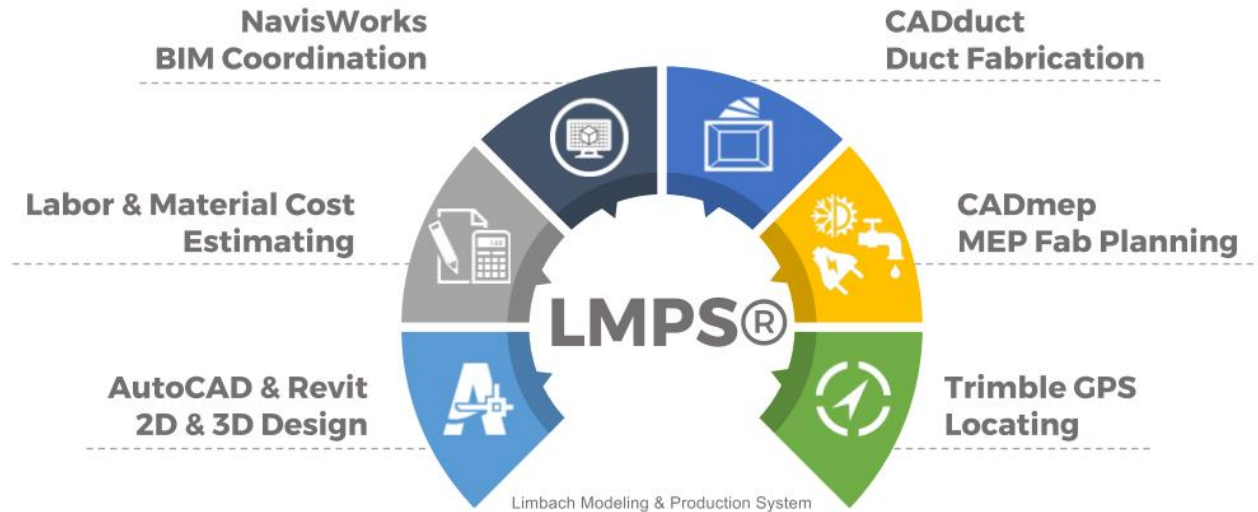 NavisWorks
BIM Coordination
CADduct
Duct Fabrication
Labor & Material Cost
Estimating
CADmep
MEP Fab Planning
LMPS®
AutoCAD & Revit
2D & 3D Design
Trimble GPS
Locating
Limbach Modeling & Production System